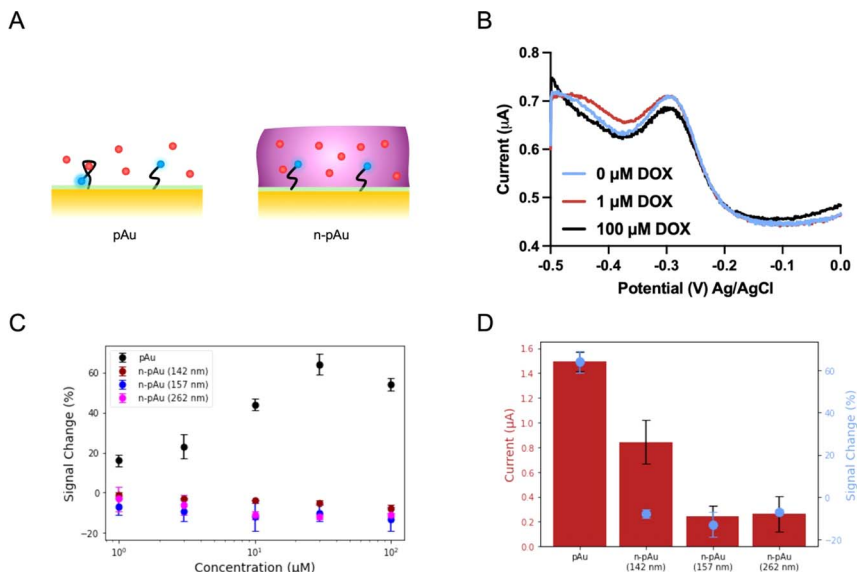 A
pAu
n-pAu
B
Current (µA)
0.8
0.7
0.6
0.5
0.4
0 µM DOX
1 µM DOX
100 µM DOX
-0.5
-0.4
-0.3
-0.2
-0.1
0.0
Potential (V) Ag/AgCl
C
pAu
n-pAu (142 nm)
n-pAu (157 nm)
n-pAu (262 nm)
Signal Change (%)
60
40
20
0
−20
10⁰
10¹
10²
Concentration (µM)
D
Current (µA)
1.6
1.4
1.2
1.0
0.8
0.6
0.4
0.2
0.0
60
40
20
0
−20
Signal Change (%)
pAu
n-pAu
(142 nm)
n-pAu
(157 nm)
n-pAu
(262 nm)